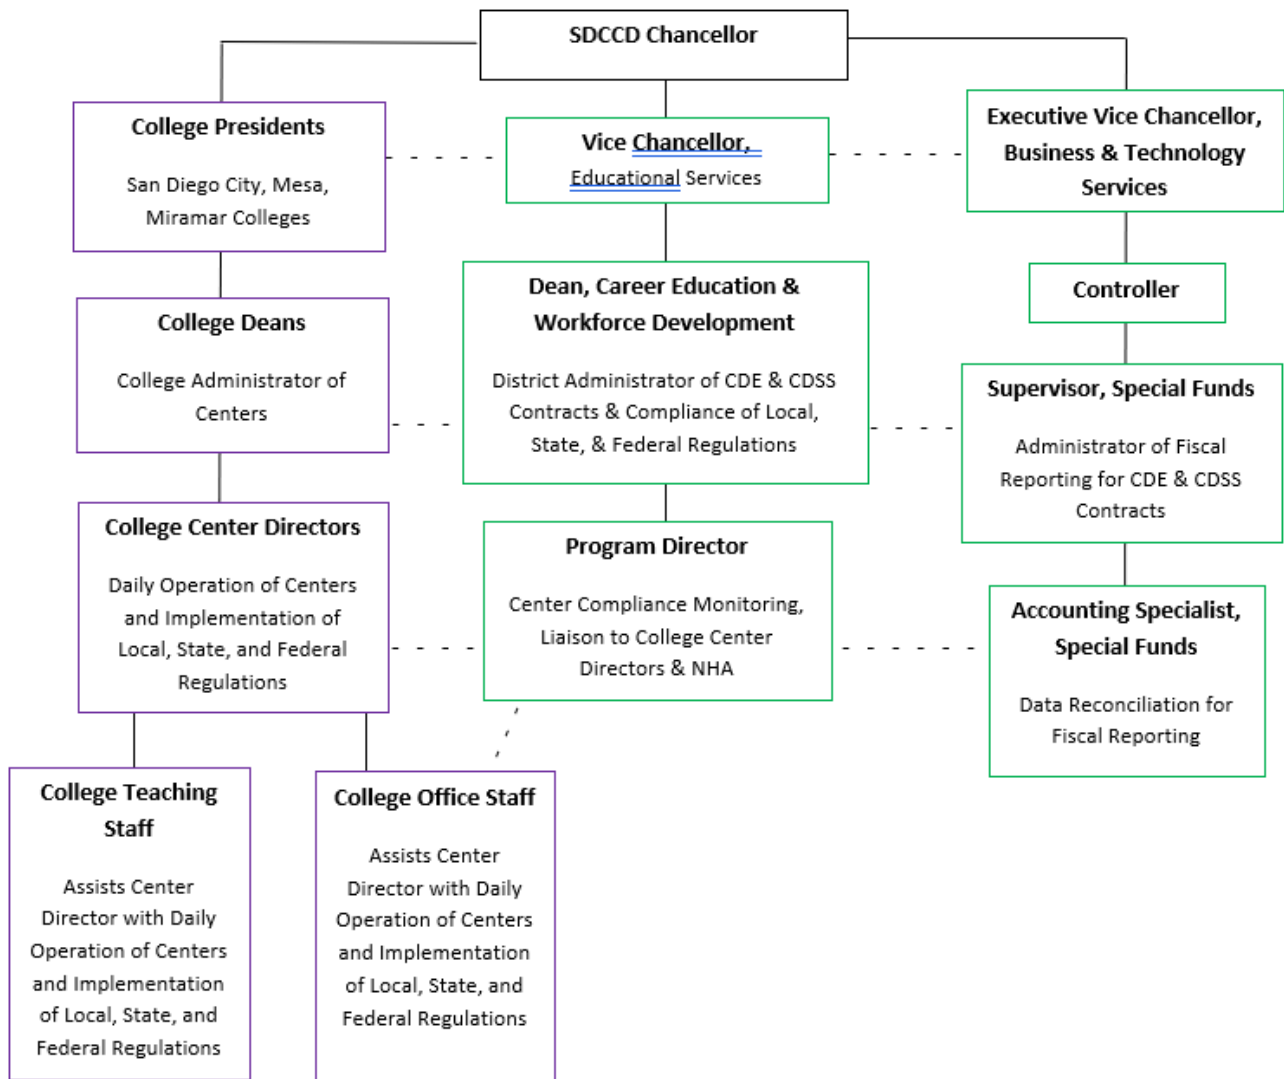 SDCCD Chancellor
College Presidents
San Diego City, Mesa,
Miramar Colleges
Vice Chancellor,
Educational Services
Executive Vice Chancellor,
Business & Technology
Services
Controller
College Deans
College Administrator of
Centers
Dean, Career Education &
Workforce Development
District Administrator of CDE & CDSS
Contracts & Compliance of Local,
State, & Federal Regulations
Supervisor, Special Funds
Administrator of Fiscal
Reporting for CDE & CDSS
Contracts
College Center Directors
Daily Operation of Centers
and Implementation of
Local, State, and Federal
Regulations
Program Director
Center Compliance Monitoring,
Liaison to College Center
Directors & NHA
Accounting Specialist,
Special Funds
Data Reconciliation for
Fiscal Reporting
College Teaching
Staff
Assists Center
Director with Daily
Operation of Centers
and Implementation
of Local, State, and
Federal Regulations
College Office Staff
Assists Center
Director with Daily
Operation of Centers
and Implementation
of Local, State, and
Federal Regulations